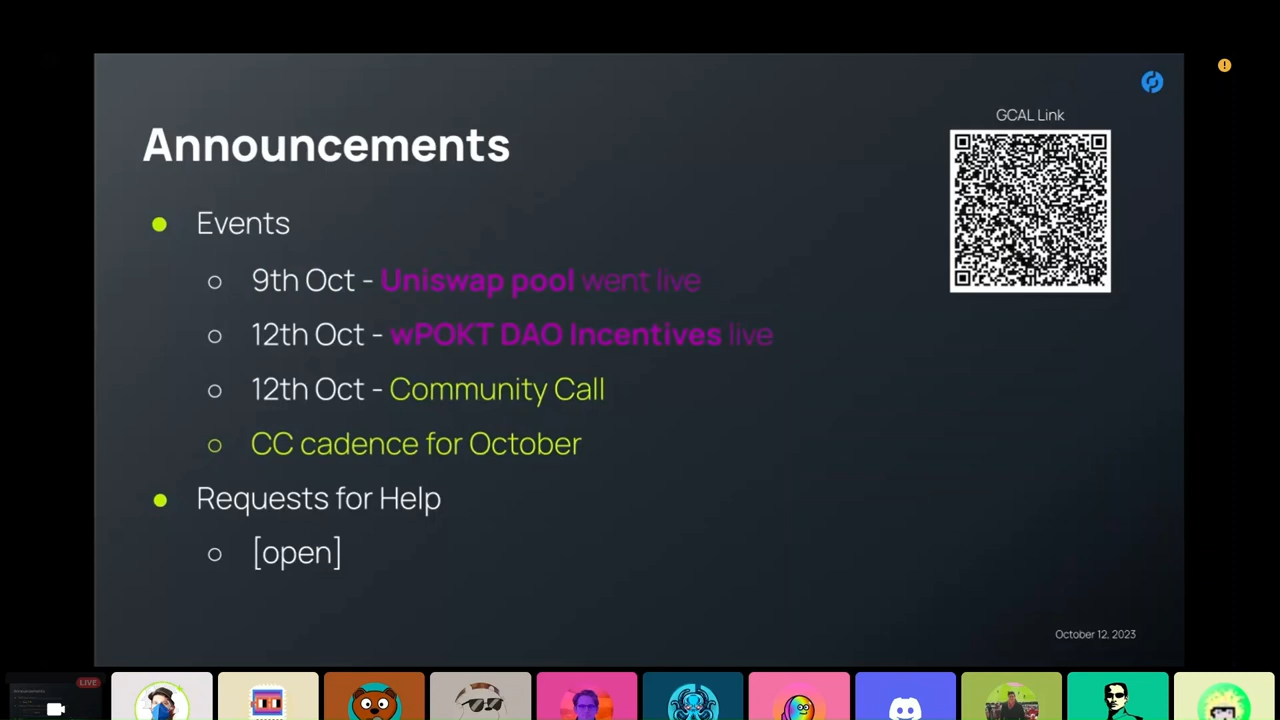 GCAL Link
Announcements
Events
9th Oct - Uniswap pool went live
12th Oct - wPOKT DAO Incentives live
12th Oct - Community Call
CC cadence for October
Requests for Help
[open]
October 12, 2023
LIVE